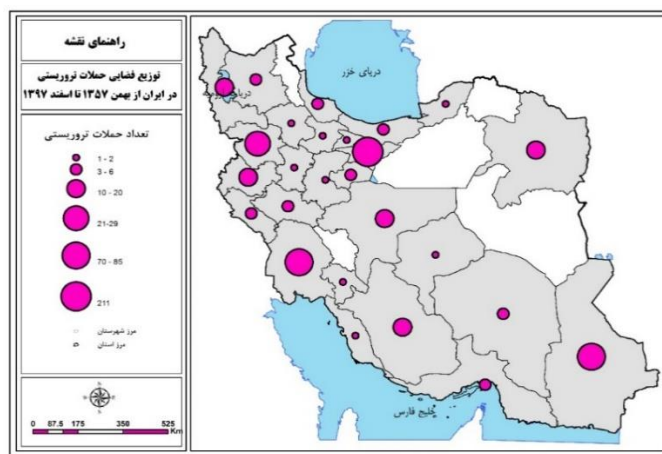 راهنمای نقشه
توزیع فضایی حملات تروریستی
در ایران از بهمن ۱۳۵۷ تا اسفند ۱۳۹۷
تعداد حملات تروریستی
1 - 2
3 - 6
10 - 20
21-29
70 - 85
211
مرز شهرستان
مرز استان
0 87.5 175 350 525
Km
دریای خزر
دریای
خلیج فارس